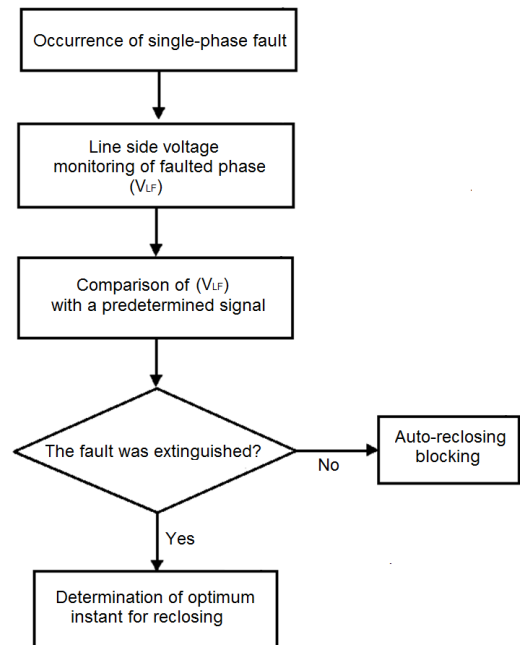 Occurrence of single-phase fault
Line side voltage
monitoring of faulted phase
(VLF)
Comparison of (VLF)
with a predetermined signal
The fault was extinguished?
No
Auto-reclosing
blocking
Yes
Determination of optimum
instant for reclosing